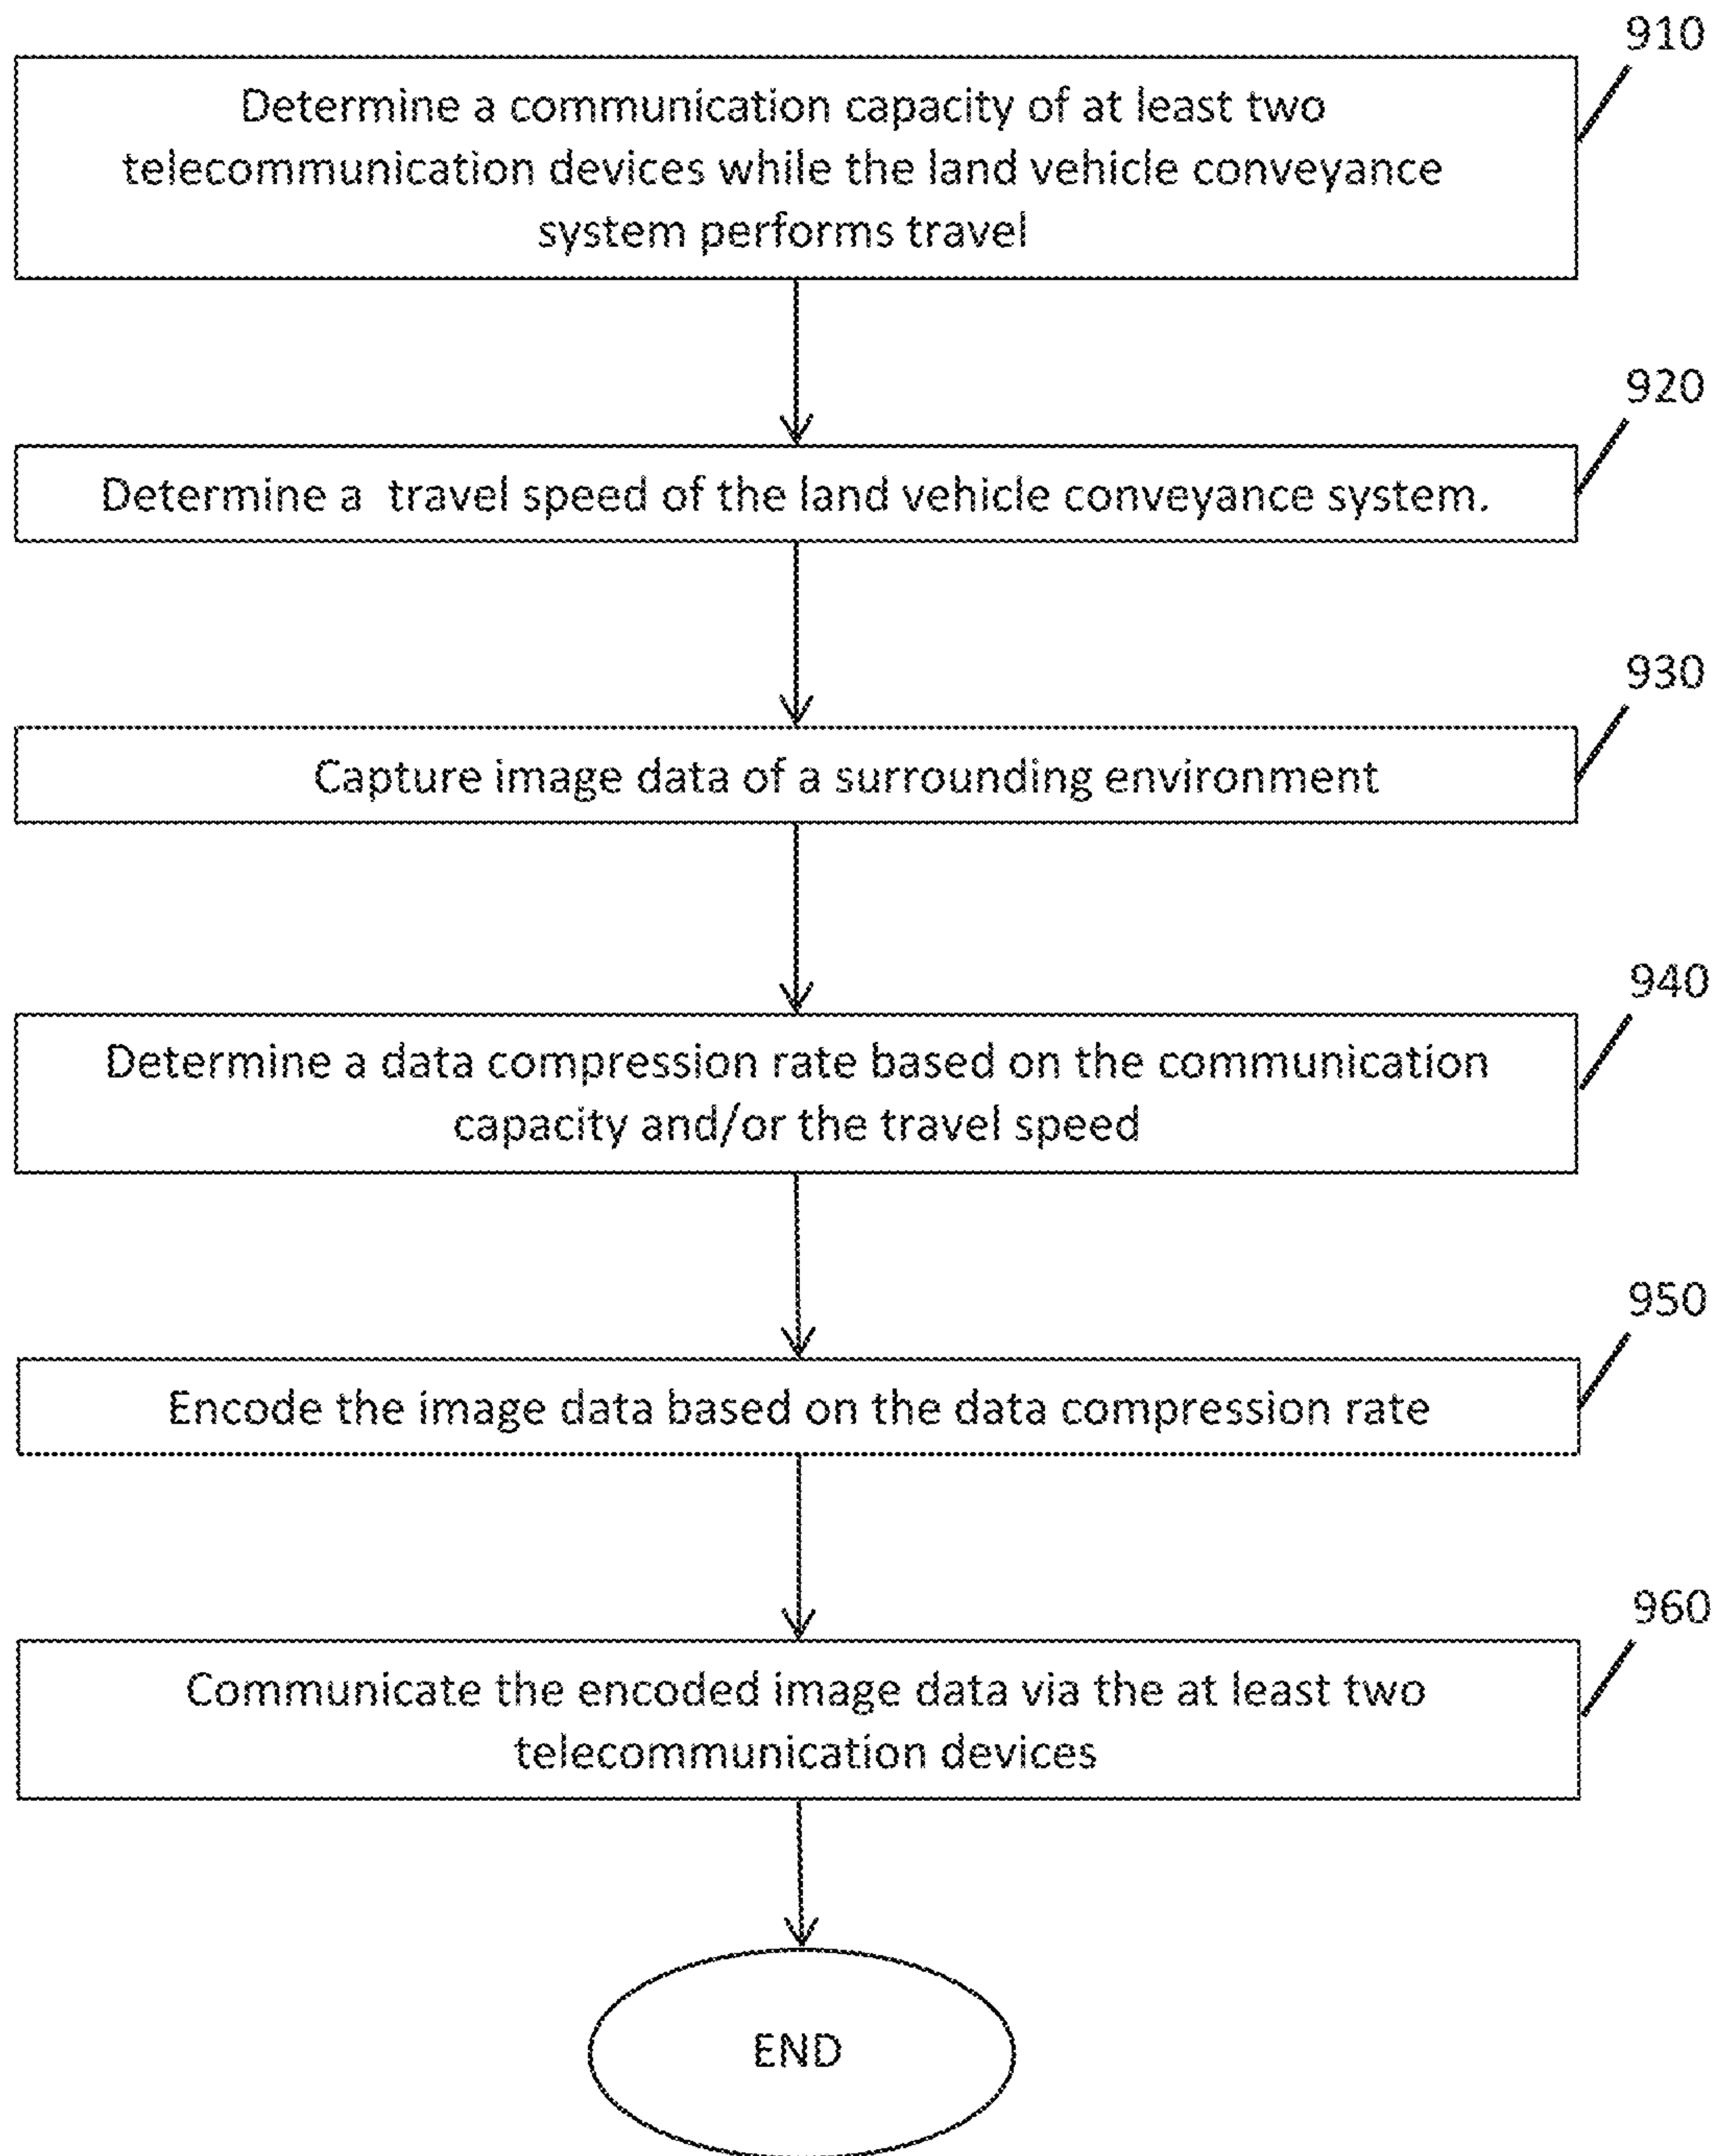 910
Determine a communication capacity of at least two
telecommunication devices while the land vehicle conveyance
system performs travel
920
Determine a  travel speed of the land vehicle conveyance system.
930
Capture image data of a surrounding environment
940
Determine a data compression rate based on the communication
capacity and/or the travel speed
950
Encode the image data based on the data compression rate
960
Communicate the encoded image data via the at least two
telecommunication devices
END